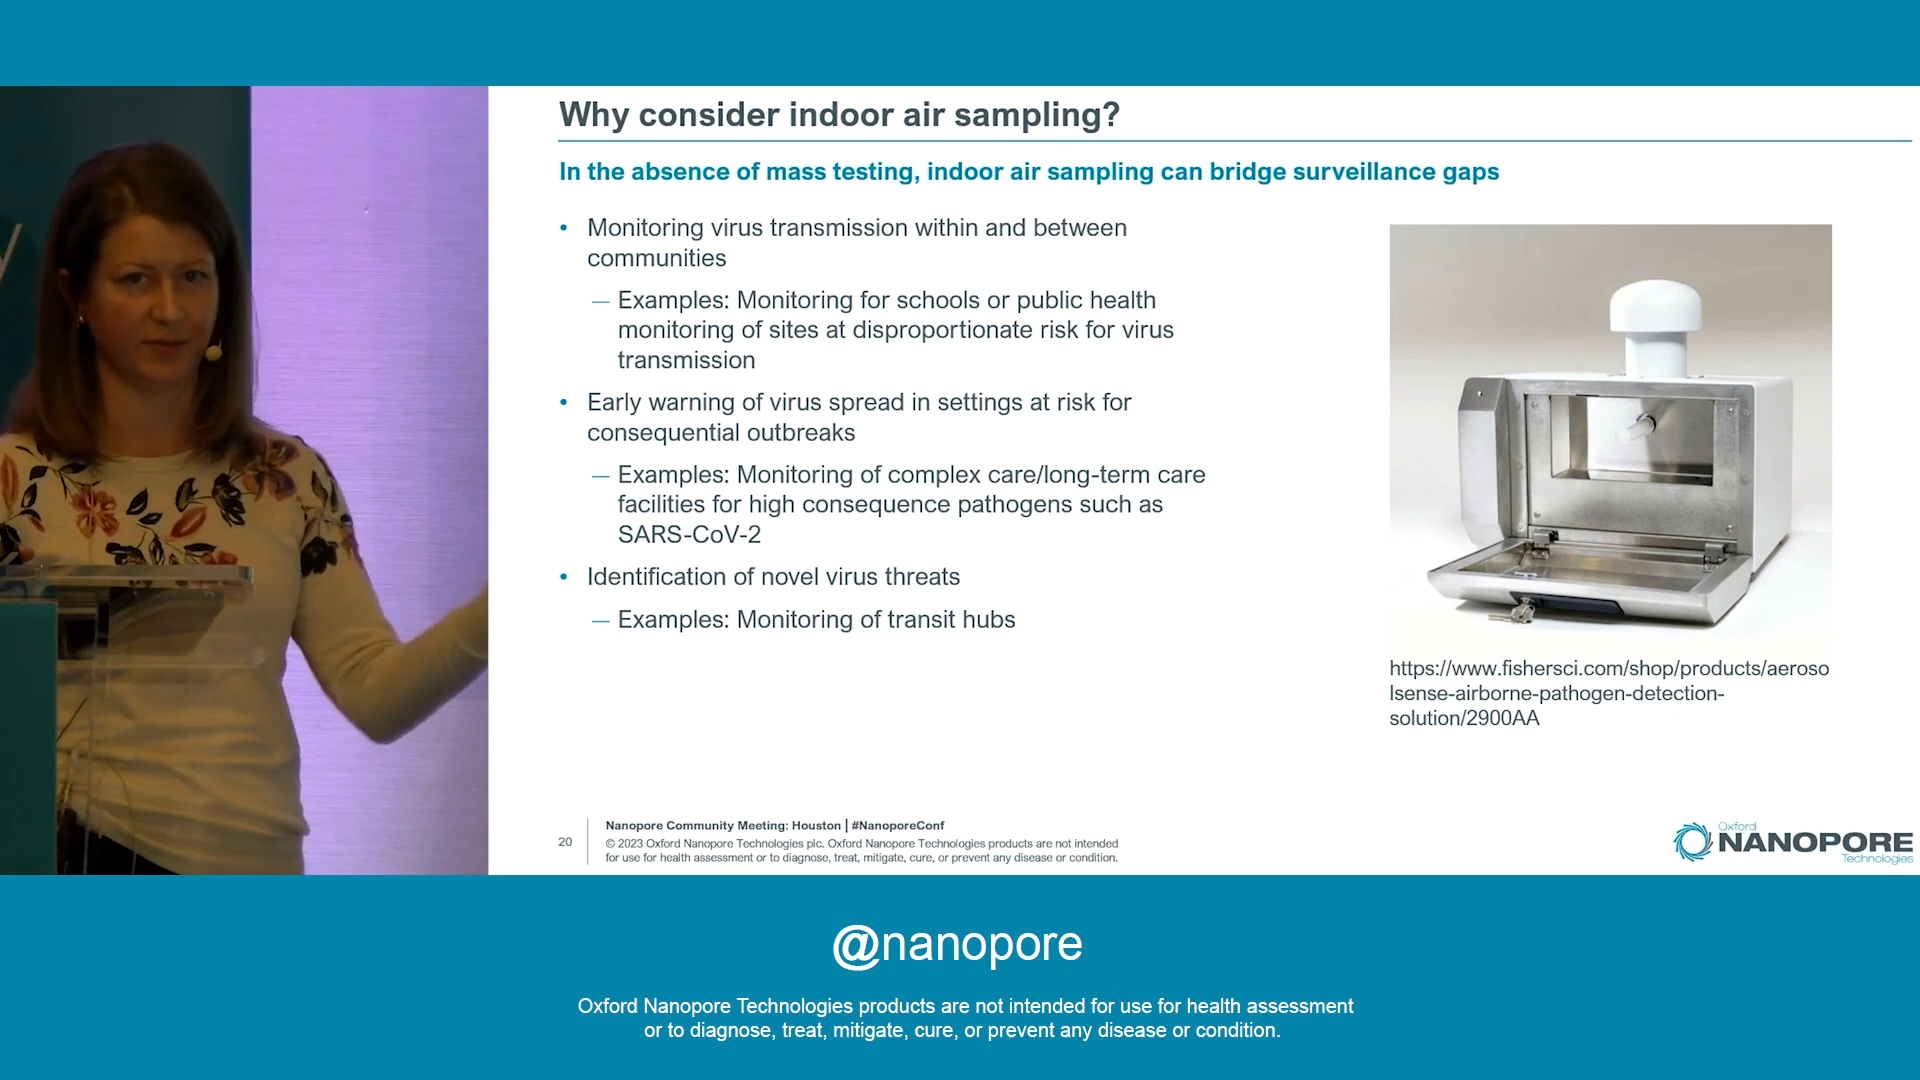 Why consider indoor air sampling?
In the absence of mass testing, indoor air sampling can bridge surveillance gaps
• Monitoring virus transmission within and between
communities
— Examples: Monitoring for schools or public health
monitoring of sites at disproportionate risk for virus
transmission
• Early warning of virus spread in settings at risk for
consequential outbreaks
— Examples: Monitoring of complex care/long-term care
facilities for high consequence pathogens such as
SARS-CoV-2
• Identification of novel virus threats
— Examples: Monitoring of transit hubs
https://www.fishersci.com/shop/products/aeroso
lsense-airborne-pathogen-detection-
solution/2900AA
20
Nanopore Community Meeting: Houston | #NanoporeConf
© 2023 Oxford Nanopore Technologies plc. Oxford Nanopore Technologies products are not intended
for use for health assessment or to diagnose, treat, mitigate, cure, or prevent any disease or condition.
Oxford
NANOPORE
Technologies
@nanopore
Oxford Nanopore Technologies products are not intended for use for health assessment
or to diagnose, treat, mitigate, cure, or prevent any disease or condition.